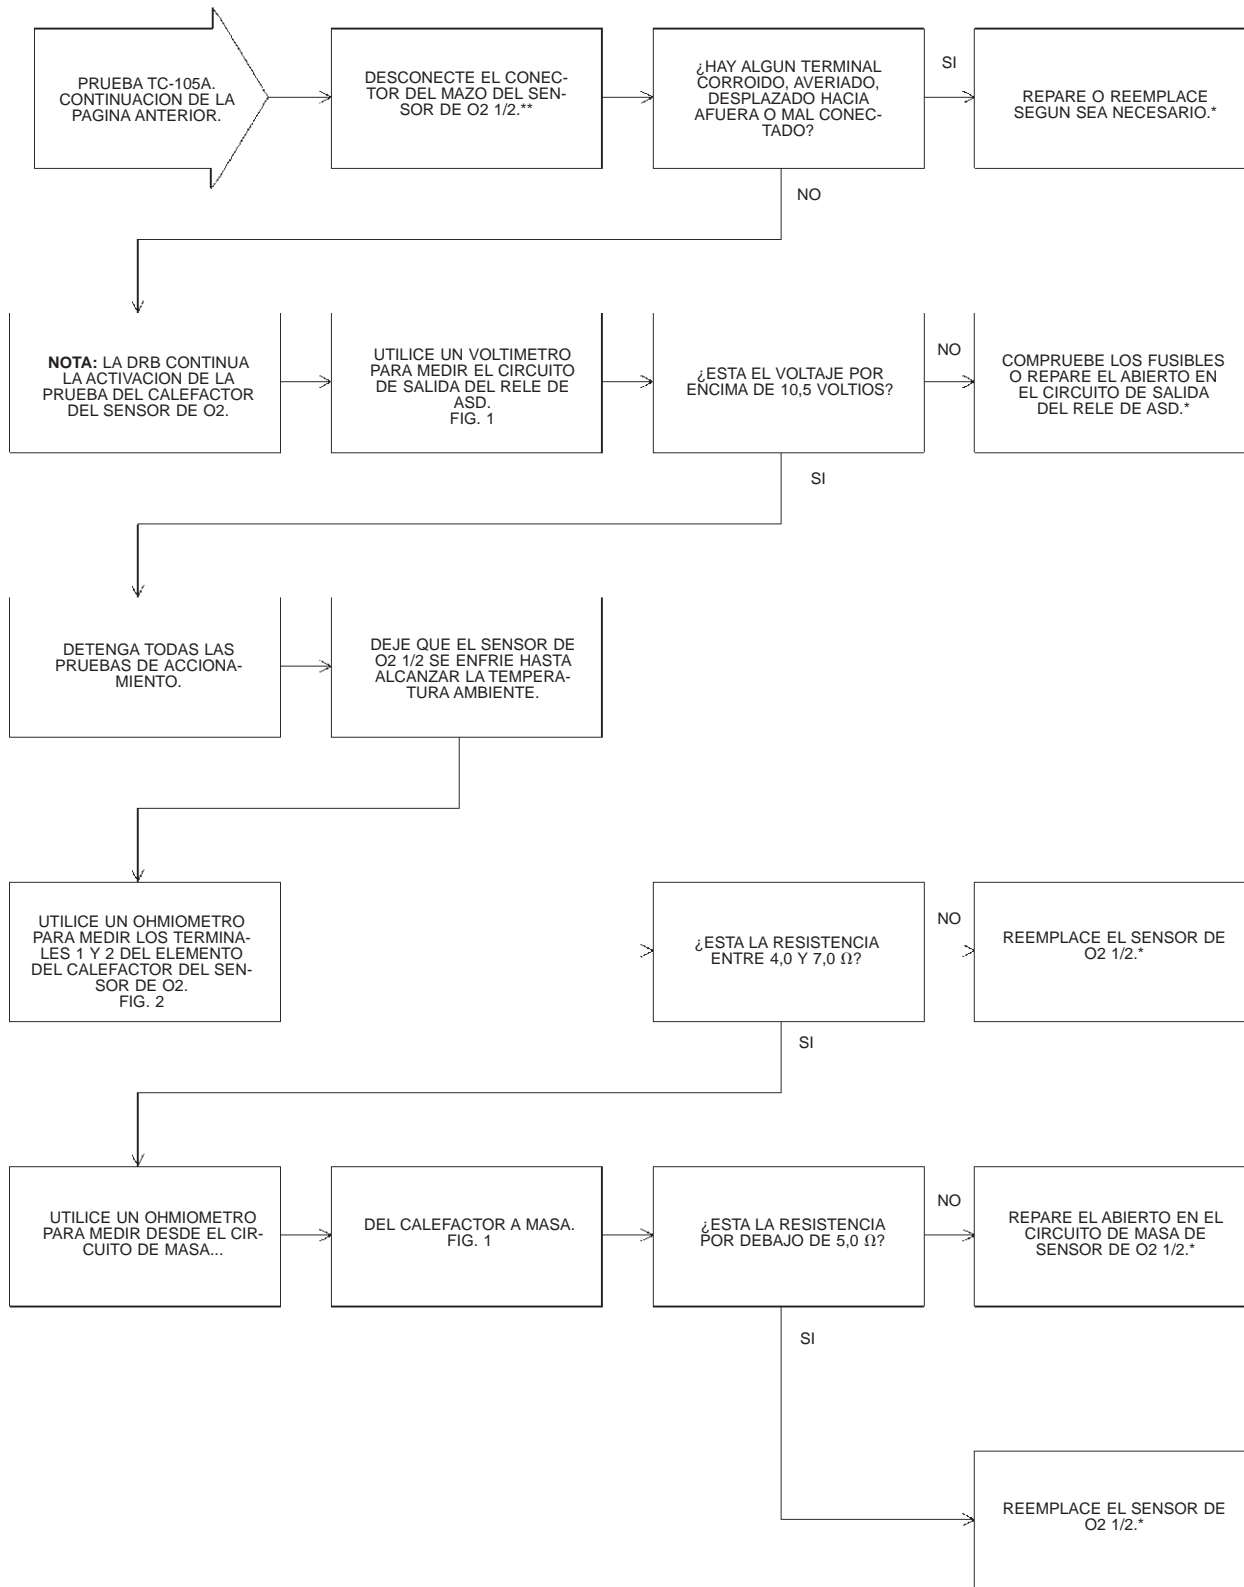 PRUEBA TC-105A.
CONTINUACION DE LA
PAGINA ANTERIOR.
DESCONECTE EL CONEC-
TOR DEL MAZO DEL SEN-
SOR DE O2 1/2.**
¿HAY ALGUN TERMINAL
CORROIDO, AVERIADO,
DESPLAZADO HACIA
AFUERA O MAL CONEC-
TADO?
SI
REPARE O REEMPLACE
SEGUN SEA NECESARIO.*
NO
NOTA: LA DRB CONTINUA
LA ACTIVACION DE LA
PRUEBA DEL CALEFACTOR
DEL SENSOR DE O2.
UTILICE UN VOLTIMETRO
PARA MEDIR EL CIRCUITO
DE SALIDA DEL RELE DE
ASD.
FIG. 1
¿ESTA EL VOLTAJE POR
ENCIMA DE 10,5 VOLTIOS?
NO
COMPRUEBE LOS FUSIBLES
O REPARE EL ABIERTO EN
EL CIRCUITO DE SALIDA
DEL RELE DE ASD.*
SI
DETENGA TODAS LAS
PRUEBAS DE ACCIONA-
MIENTO.
DEJE QUE EL SENSOR DE
O2 1/2 SE ENFRIE HASTA
ALCANZAR LA TEMPERA-
TURA AMBIENTE.
UTILICE UN OHMIOMETRO
PARA MEDIR LOS TERMINA-
LES 1 Y 2 DEL ELEMENTO
DEL CALEFACTOR DEL SEN-
SOR DE O2.
FIG. 2
¿ESTA LA RESISTENCIA
ENTRE 4,0 Y 7,0 Ω?
NO
REEMPLACE EL SENSOR DE
O2 1/2.*
SI
UTILICE UN OHMIOMETRO
PARA MEDIR DESDE EL CIR-
CUITO DE MASA...
DEL CALEFACTOR A MASA.
FIG. 1
¿ESTA LA RESISTENCIA
POR DEBAJO DE 5,0 Ω?
NO
REPARE EL ABIERTO EN EL
CIRCUITO DE MASA DE
SENSOR DE O2 1/2.*
SI
REEMPLACE EL SENSOR DE
O2 1/2.*